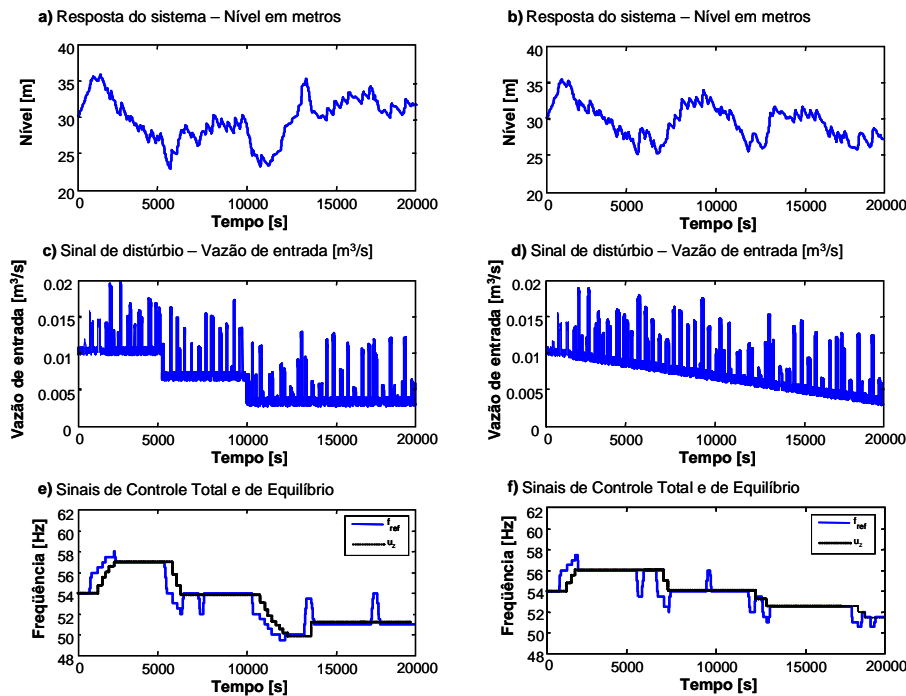 a) Resposta do sistema – Nível em metros
40
35
30
25
20
Nível [m]
0 5000 10000 15000 20000
Tempo [s]
b) Resposta do sistema – Nível em metros
40
35
30
25
20
Nível [m]
0 5000 10000 15000 20000
Tempo [s]
c) Sinal de distúrbio – Vazão de entrada [m³/s]
0.02
0.015
0.010
0.005
0
Vazão de entrada [m³/s]
0 5000 10000 15000 20000
Tempo [s]
d) Sinal de distúrbio – Vazão de entrada [m³/s]
0.02
0.015
0.010
0.005
0
Vazão de entrada [m³/s]
0 5000 10000 15000 20000
Tempo [s]
e) Sinais de Controle Total e de Equilíbrio
62
60
58
56
54
52
50
48
Freqüência [Hz]
f_ref
u_z
0 5000 10000 15000 20000
Tempo [s]
f) Sinais de Controle Total e de Equilíbrio
62
60
58
56
54
52
50
48
Freqüência [Hz]
f_ref
u_z
0 5000 10000 15000 20000
Tempo [s]